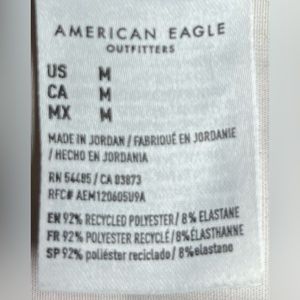 AMERICAN EAGLE
OUTFITTERS
US M
CA M
MX M
MADE IN JORDAN / FABRIQUÉ EN JORDANIE
/ HECHO EN JORDANIA
RN 54485 / CA 03873
RFC# AEM120605U9A
EN 92% RECYCLED POLYESTER/ 8% ELASTANE
FR 92% POLYESTER RECYCLÉ / 8%ÉLASTHANNE
SP 92% poliéster reciclado/ 8%elastano